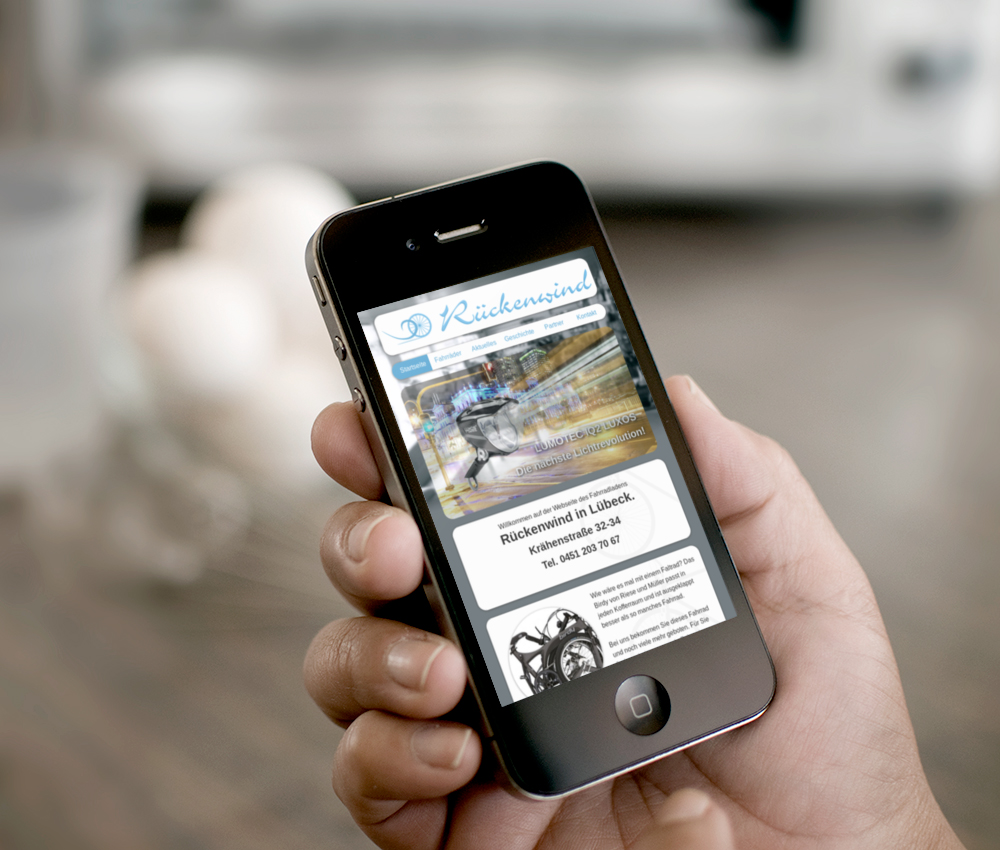 Rückenwind
Startseite Fahrräder Aktuelles Geschichte Partner Kontakt
LUMOTEC IQ2 LUXOS
Die nächste Lichtrevolution!
Willkommen auf der Webseite des Fahrradladens
Rückenwind in Lübeck.
Krähenstraße 32-34
Tel. 0451 203 70 67
Wie wäre es mal mit einem Faltrad? Das
Birdy von Riese und Müller passt in
jeden Kofferraum und ist ausgeklappt
besser als so manches Fahrrad.
Bei uns bekommen Sie dieses Fahrrad
und noch viele mehr geboten. Für Sie